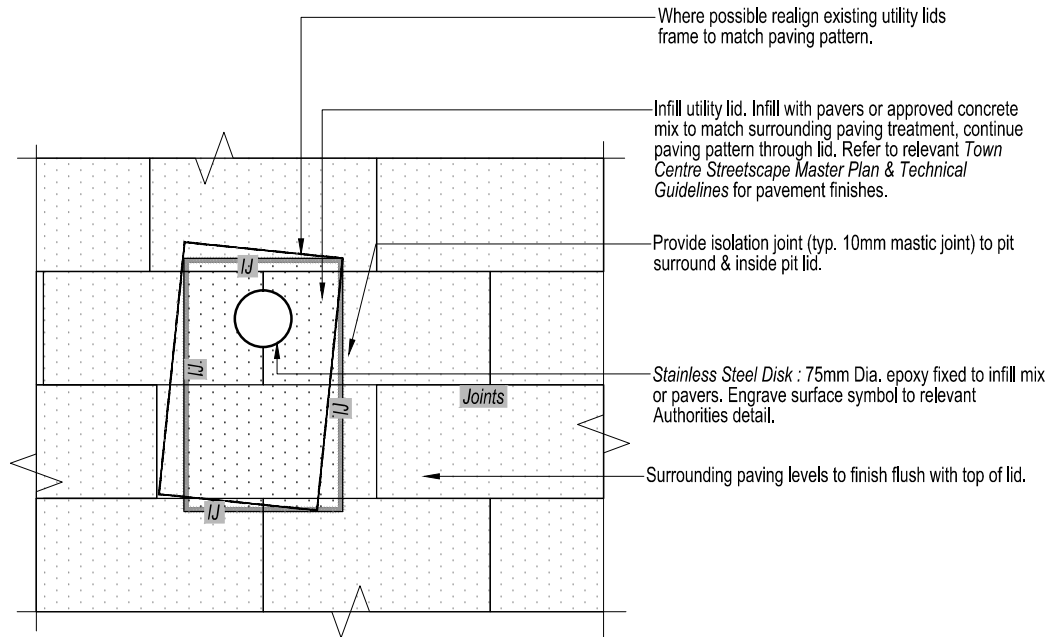 Where possible realign existing utility lids
frame to match paving pattern.
Infill utility lid. Infill with pavers or approved concrete
mix to match surrounding paving treatment, continue
paving pattern through lid. Refer to relevant Town
Centre Streetscape Master Plan & Technical
Guidelines for pavement finishes.
Provide isolation joint (typ. 10mm mastic joint) to pit
surround & inside pit lid.
Stainless Steel Disk : 75mm Dia. epoxy fixed to infill mix
or pavers. Engrave surface symbol to relevant
Authorities detail.
Surrounding paving levels to finish flush with top of lid.
IJ
IJ
IJ
IJ
Joints